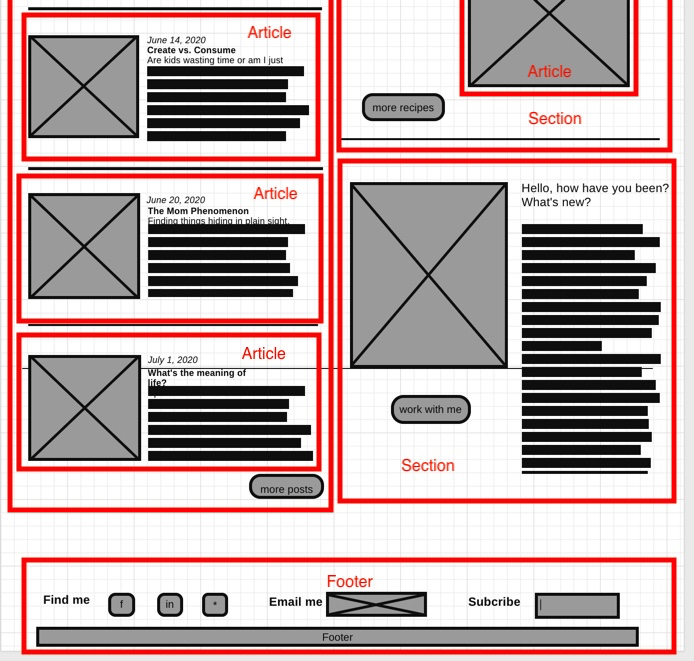 Article
June 14, 2020
Create vs. Consume
Are kids wasting time or am I just
Article
June 20, 2020
The Mom Phenomenon
Finding things hiding in plain sight.
Article
July 1, 2020
What's the meaning of
life?
more posts
Article
more recipes
Section
Hello, how have you been?
What's new?
work with me
Section
Footer
Find me
f
in
*
Email me
Subcribe
Footer